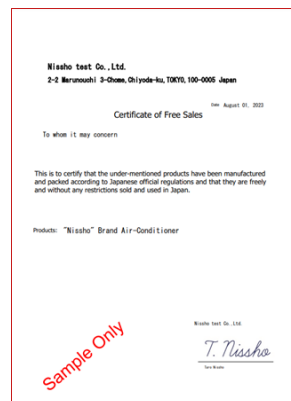 Nissho test Co.,Ltd.
2-2 Marunouchi 3-Chome,Chiyoda-ku,TOKYO,100-0005 Japan
Date August 01, 2023
Certificate of Free Sales
To whom it may concern
This is to certify that the under-mentioned products have been manufactured
and packed according to Japanese official regulations and that they are freely
and without any restrictions sold and used in Japan.
Products: "Nissho" Brand Air-Conditioner
Nissho test Co.,Ltd.
T. Nissho
Taro Nissho
Sample Only